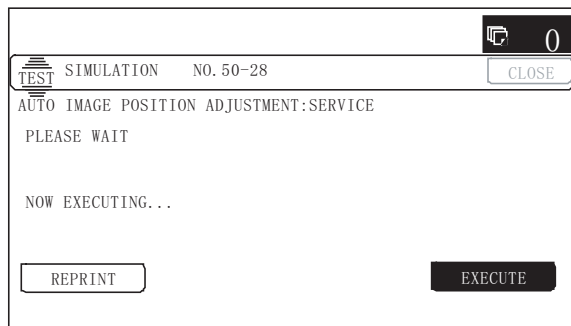 0
TEST SIMULATION NO.50-28 CLOSE
AUTO IMAGE POSITION ADJUSTMENT:SERVICE
PLEASE WAIT
NOW EXECUTING...
REPRINT EXECUTE